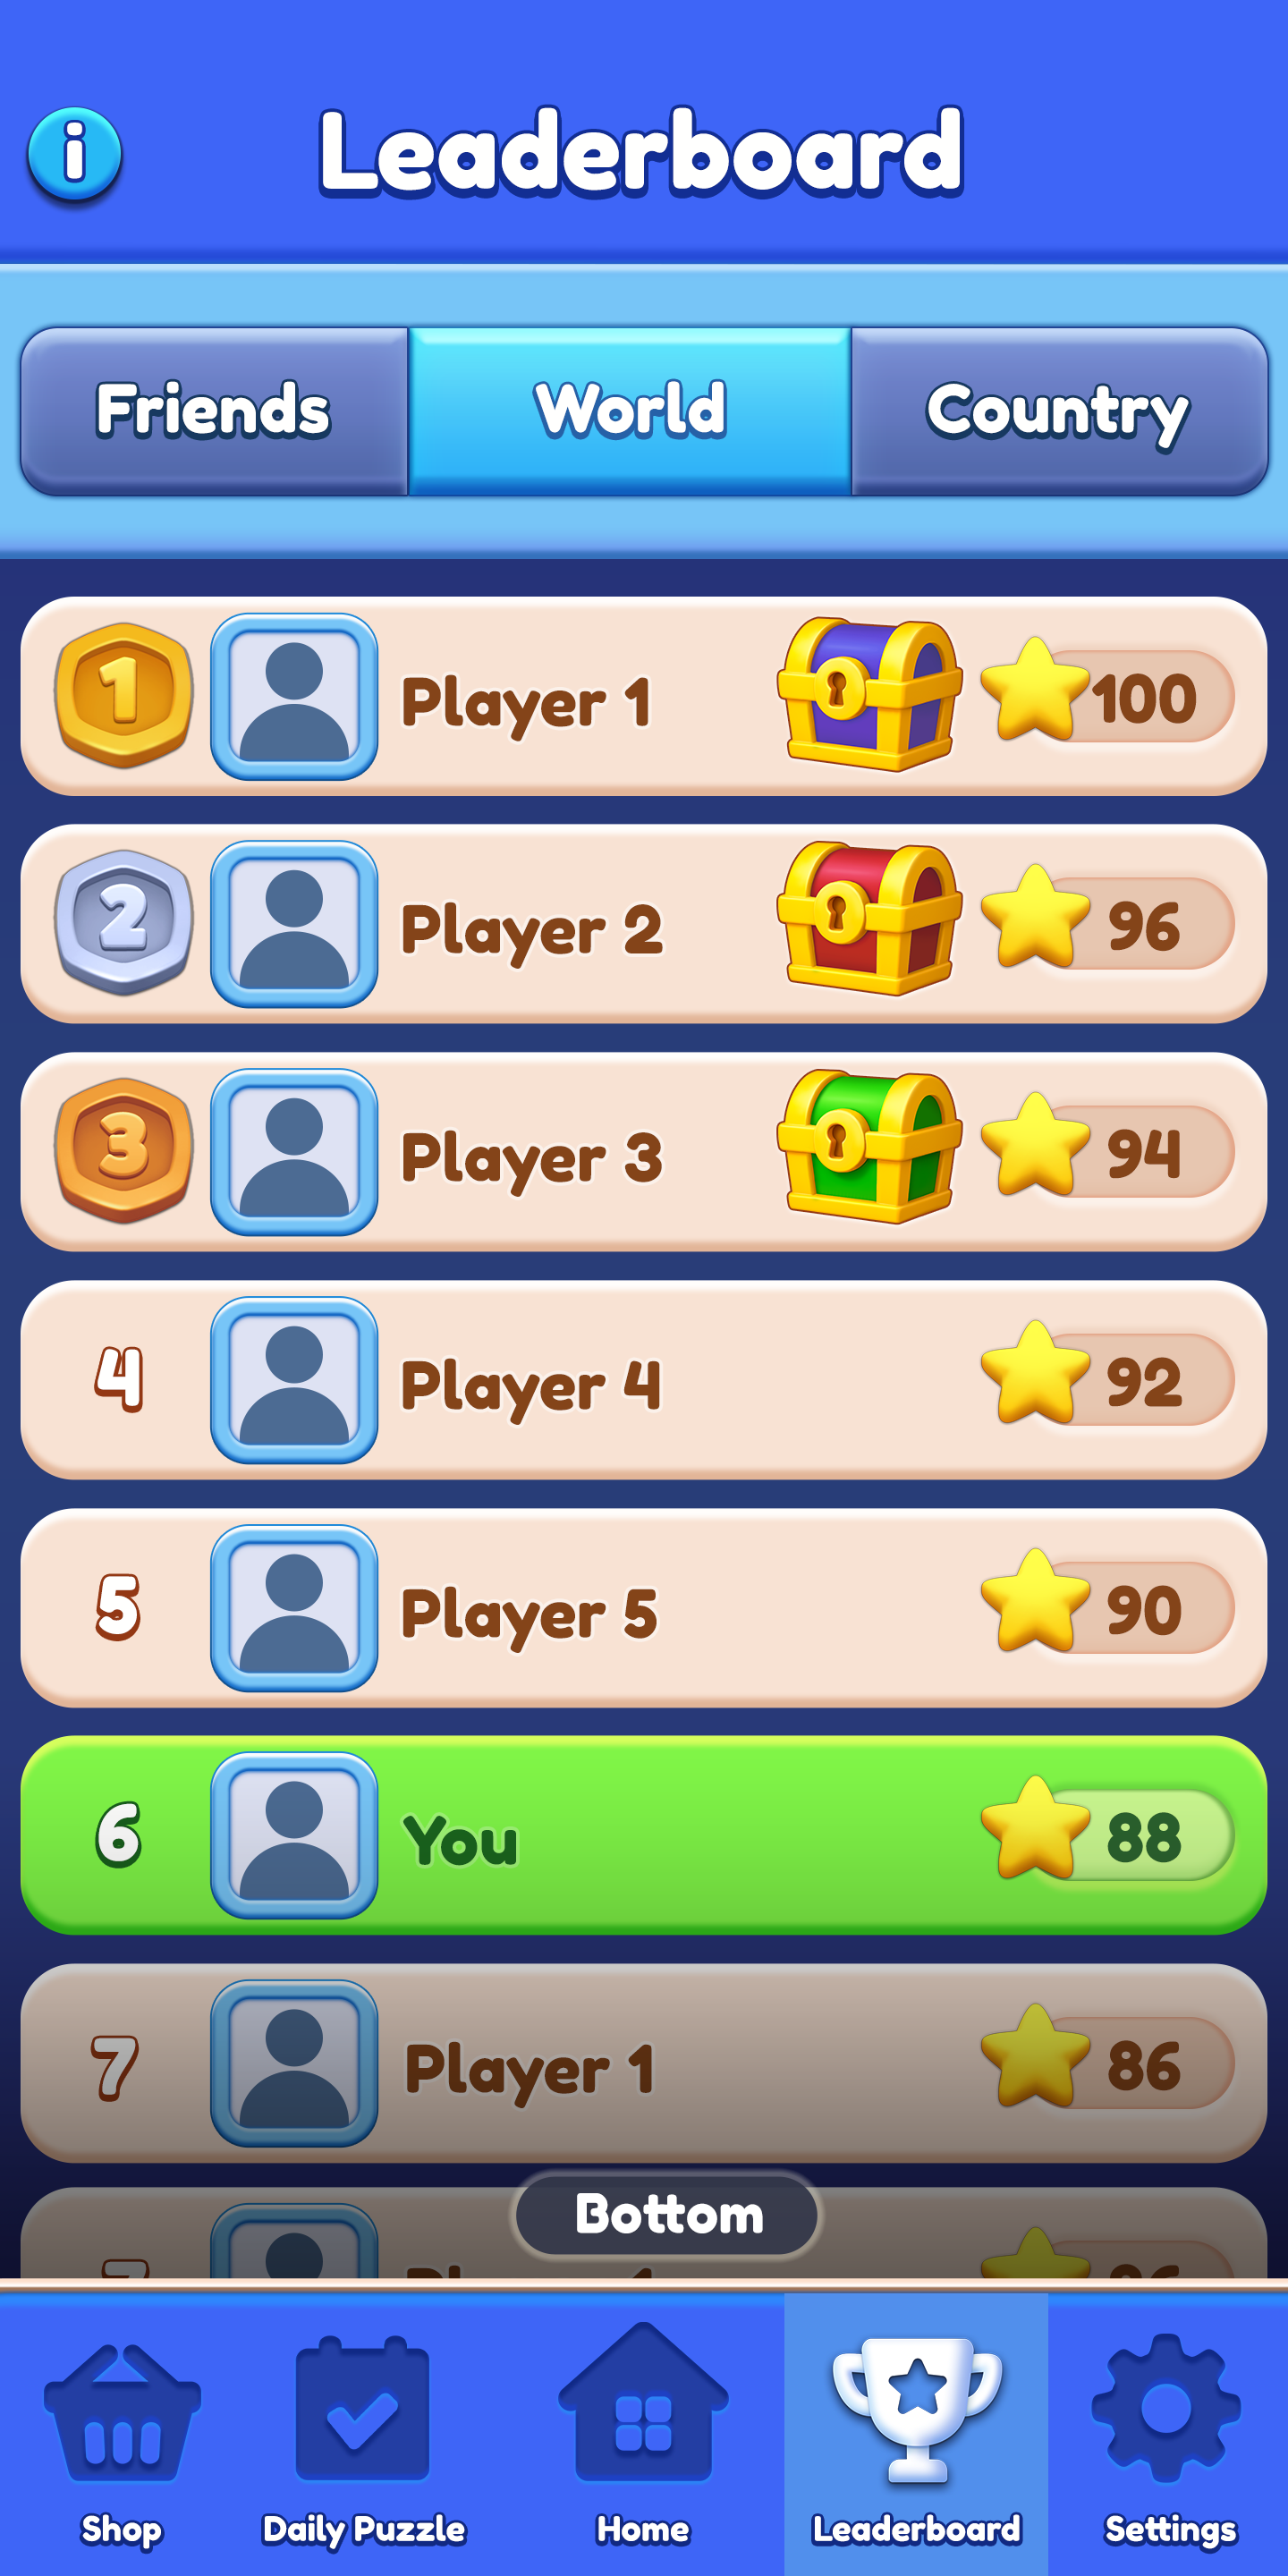 i
Leaderboard
Friends World Country
1 Player 1 100
2 Player 2 96
3 Player 3 94
4 Player 4 92
5 Player 5 90
6 You 88
7 Player 1 86
Bottom
Shop Daily Puzzle Home Leaderboard Settings